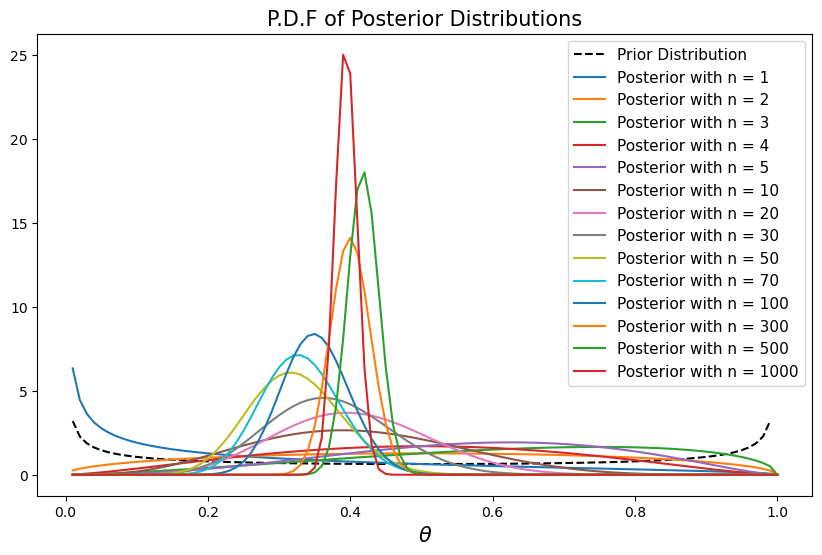 P.D.F of Posterior Distributions
25
20
15
10
5
0
0.0 0.2 0.4 0.6 0.8 1.0
θ
Prior Distribution
Posterior with n = 1
Posterior with n = 2
Posterior with n = 3
Posterior with n = 4
Posterior with n = 5
Posterior with n = 10
Posterior with n = 20
Posterior with n = 30
Posterior with n = 50
Posterior with n = 70
Posterior with n = 100
Posterior with n = 300
Posterior with n = 500
Posterior with n = 1000